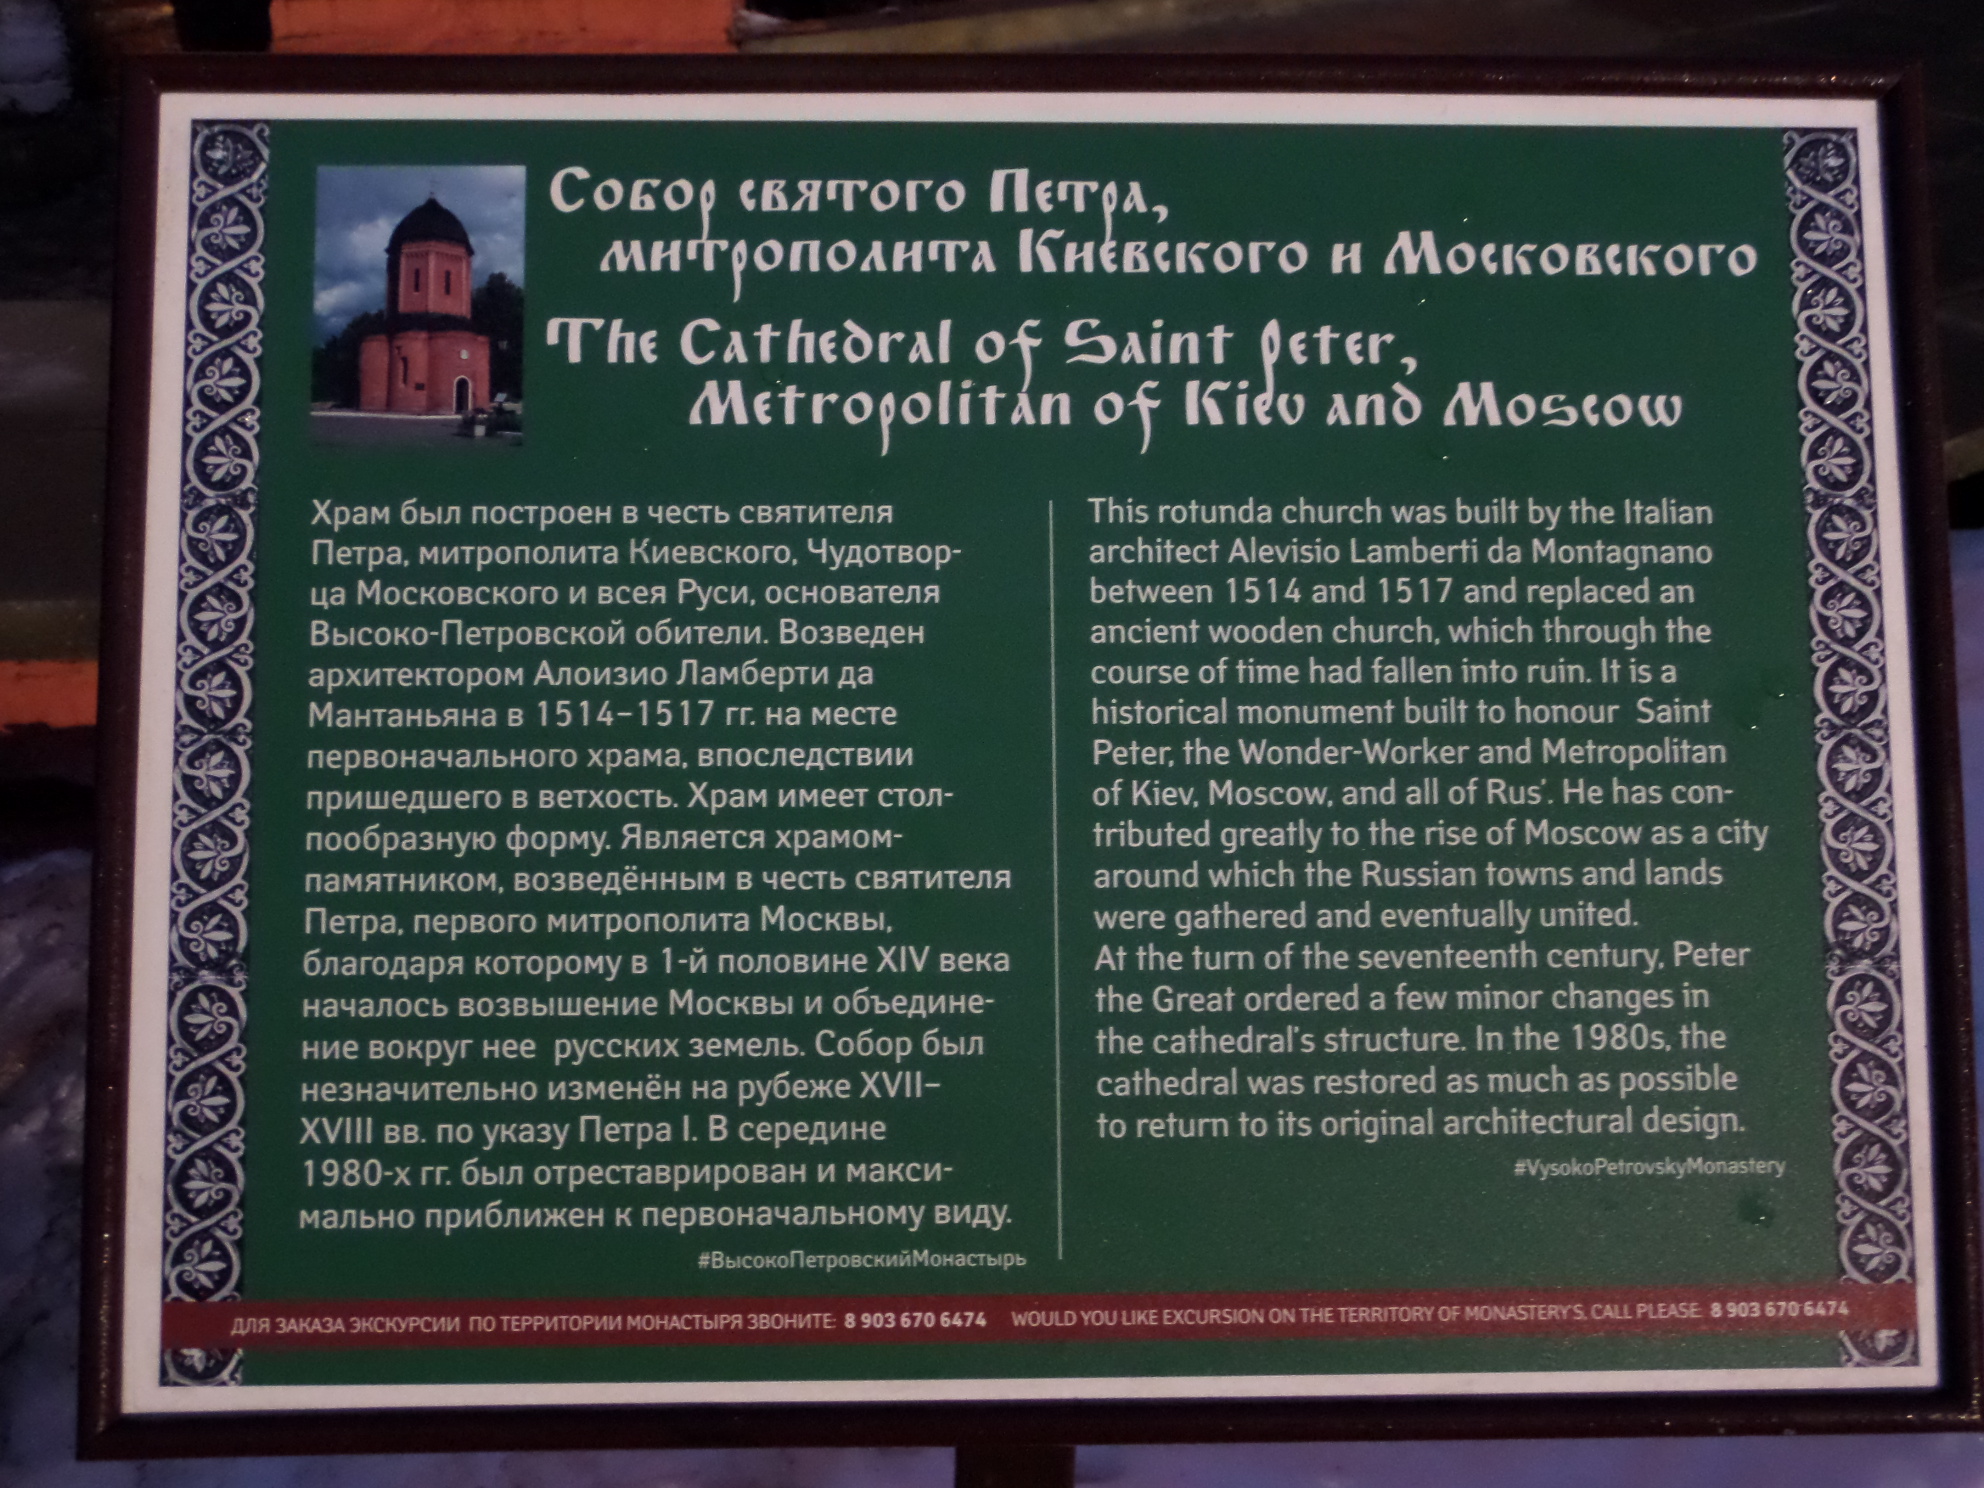 Собор святого Петра,
митрополита Киевского и Московского
The Cathedral of Saint Peter,
Metropolitan of Kiev and Moscow
Храм был построен в честь святителя
Петра, митрополита Киевского, Чудотвор-
ца Московского и всея Руси, основателя
Высоко-Петровской обители. Возведен
архитектором Алоизио Ламберти да
Мантаньяна в 1514–1517 гг. на месте
первоначального храма, впоследствии
пришедшего в ветхость. Храм имеет стол-
пообразную форму. Является храмом-
памятником, возведённым в честь святителя
Петра, первого митрополита Москвы,
благодаря которому в 1-й половине XIV века
началось возвышение Москвы и объедине-
ние вокруг нее русских земель. Собор был
незначительно изменён на рубеже XVII–
XVIII вв. по указу Петра I. В середине
1980-х гг. был отреставрирован и макси-
мально приближен к первоначальному виду.
#ВысокоПетровскийМонастырь
This rotunda church was built by the Italian
architect Alevisio Lamberti da Montagnano
between 1514 and 1517 and replaced an
ancient wooden church, which through the
course of time had fallen into ruin. It is a
historical monument built to honour Saint
Peter, the Wonder-Worker and Metropolitan
of Kiev, Moscow, and all of Rus'. He has con-
tributed greatly to the rise of Moscow as a city
around which the Russian towns and lands
were gathered and eventually united.
At the turn of the seventeenth century, Peter
the Great ordered a few minor changes in
the cathedral's structure. In the 1980s, the
cathedral was restored as much as possible
to return to its original architectural design.
#VysokoPetrovskyMonastery
ДЛЯ ЗАКАЗА ЭКСКУРСИИ ПО ТЕРРИТОРИИ МОНАСТЫРЯ ЗВОНИТЕ: 8 903 670 6474 WOULD YOU LIKE EXCURSION ON THE TERRITORY OF MONASTERY'S, CALL PLEASE: 8 903 670 6474